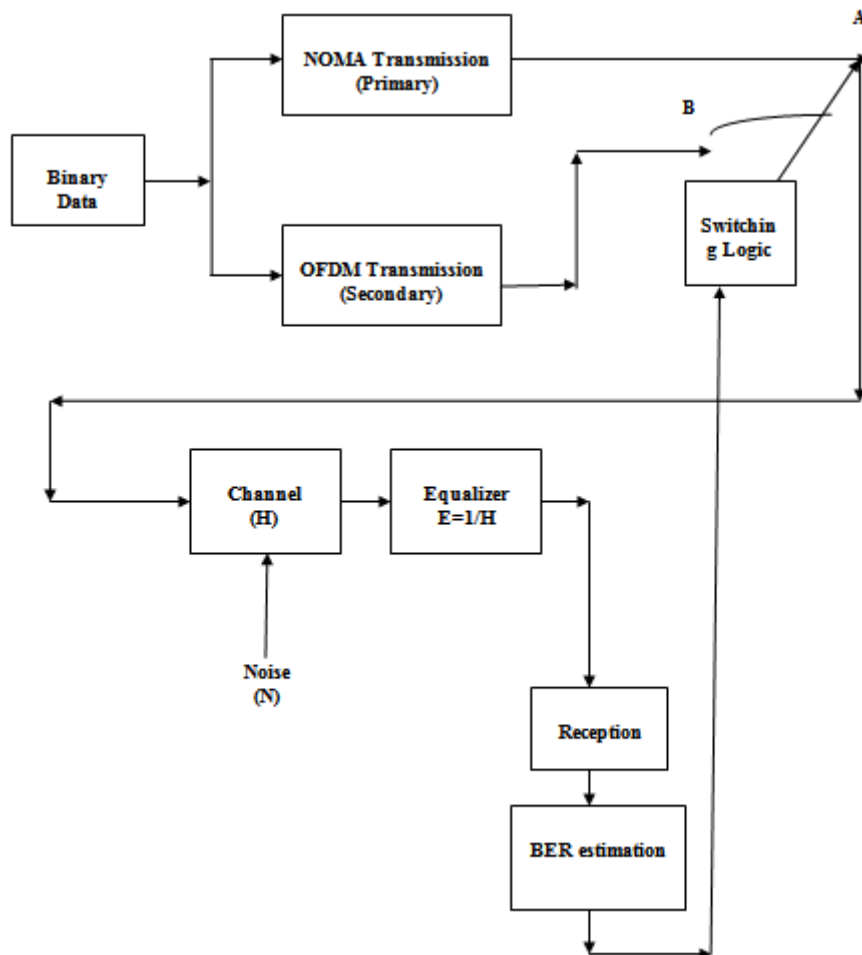 A
NOMA Transmission
(Primary)
B
Binary
Data
Switchin
g Logic
OFDM Transmission
(Secondary)
Channel
(H)
Equalizer
E=1/H
Noise
(N)
Reception
BER estimation